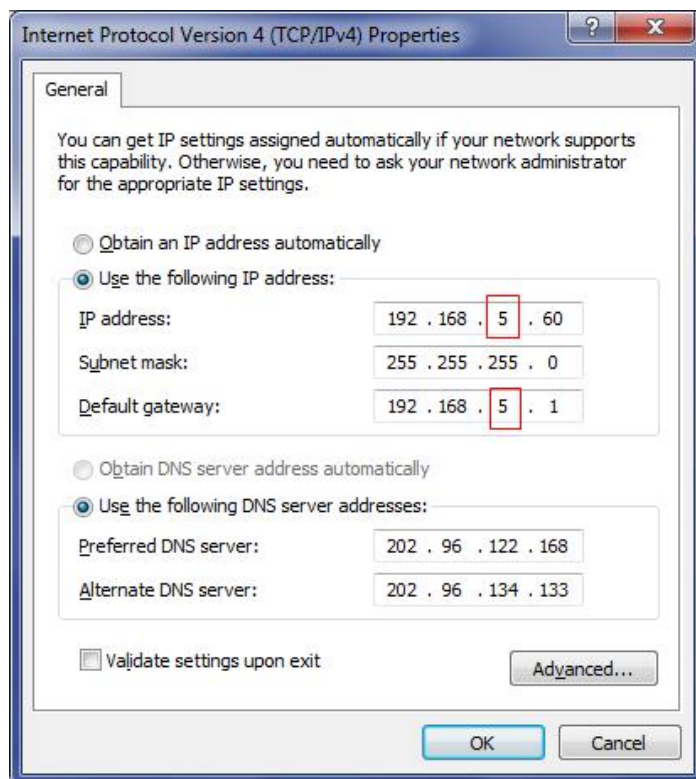 Internet Protocol Version 4 (TCP/IPv4) Properties
General
You can get IP settings assigned automatically if your network supports
this capability. Otherwise, you need to ask your network administrator
for the appropriate IP settings.
Obtain an IP address automatically
Use the following IP address:
IP address: 192 . 168 . 5 . 60
Subnet mask: 255 . 255 . 255 . 0
Default gateway: 192 . 168 . 5 . 1
Obtain DNS server address automatically
Use the following DNS server addresses:
Preferred DNS server: 202 . 96 . 122 . 168
Alternate DNS server: 202 . 96 . 134 . 133
Validate settings upon exit
Advanced...
OK Cancel